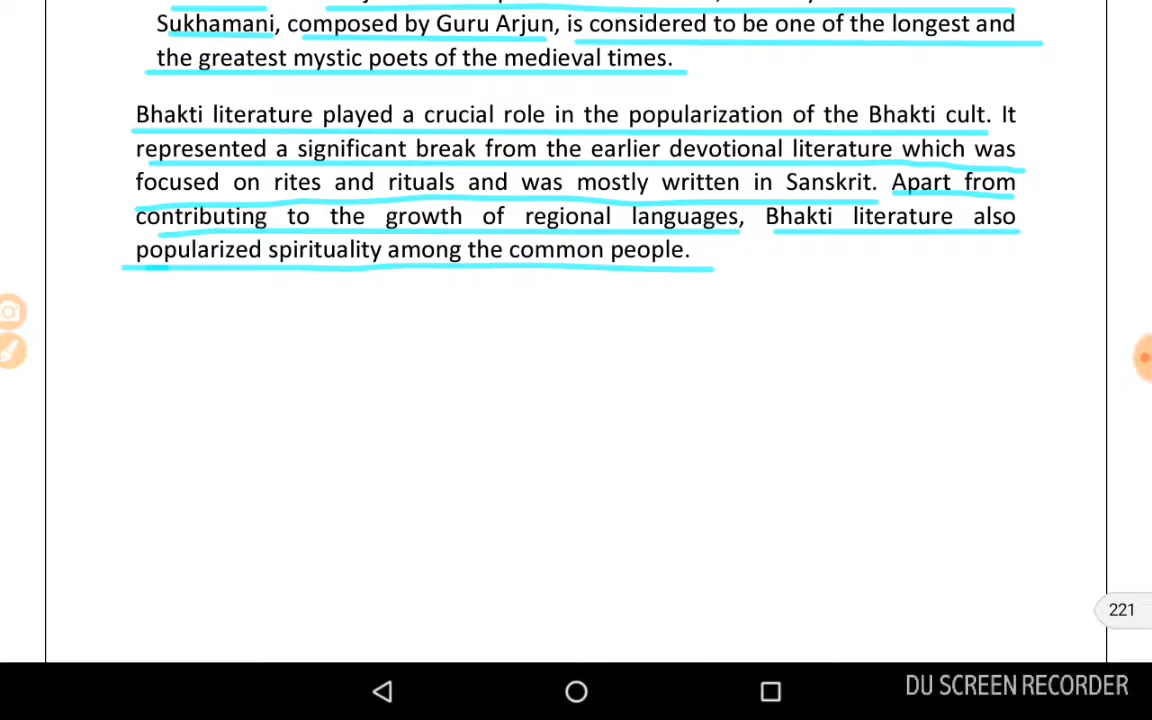 Sukhamani, composed by Guru Arjun, is considered to be one of the longest and
the greatest mystic poets of the medieval times.
Bhakti literature played a crucial role in the popularization of the Bhakti cult. It
represented a significant break from the earlier devotional literature which was
focused on rites and rituals and was mostly written in Sanskrit. Apart from
contributing to the growth of regional languages, Bhakti literature also
popularized spirituality among the common people.
221
DU SCREEN RECORDER